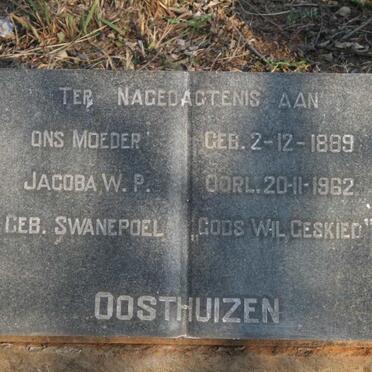 TER NAGEDAGTENIS AAN
ONS MOEDER GEB. 2-12-1889
JACOBA W. P. OORL. 20-11-1962
GEB. SWANEPOEL „GODS WIL GESKIED"
OOSTHUIZEN